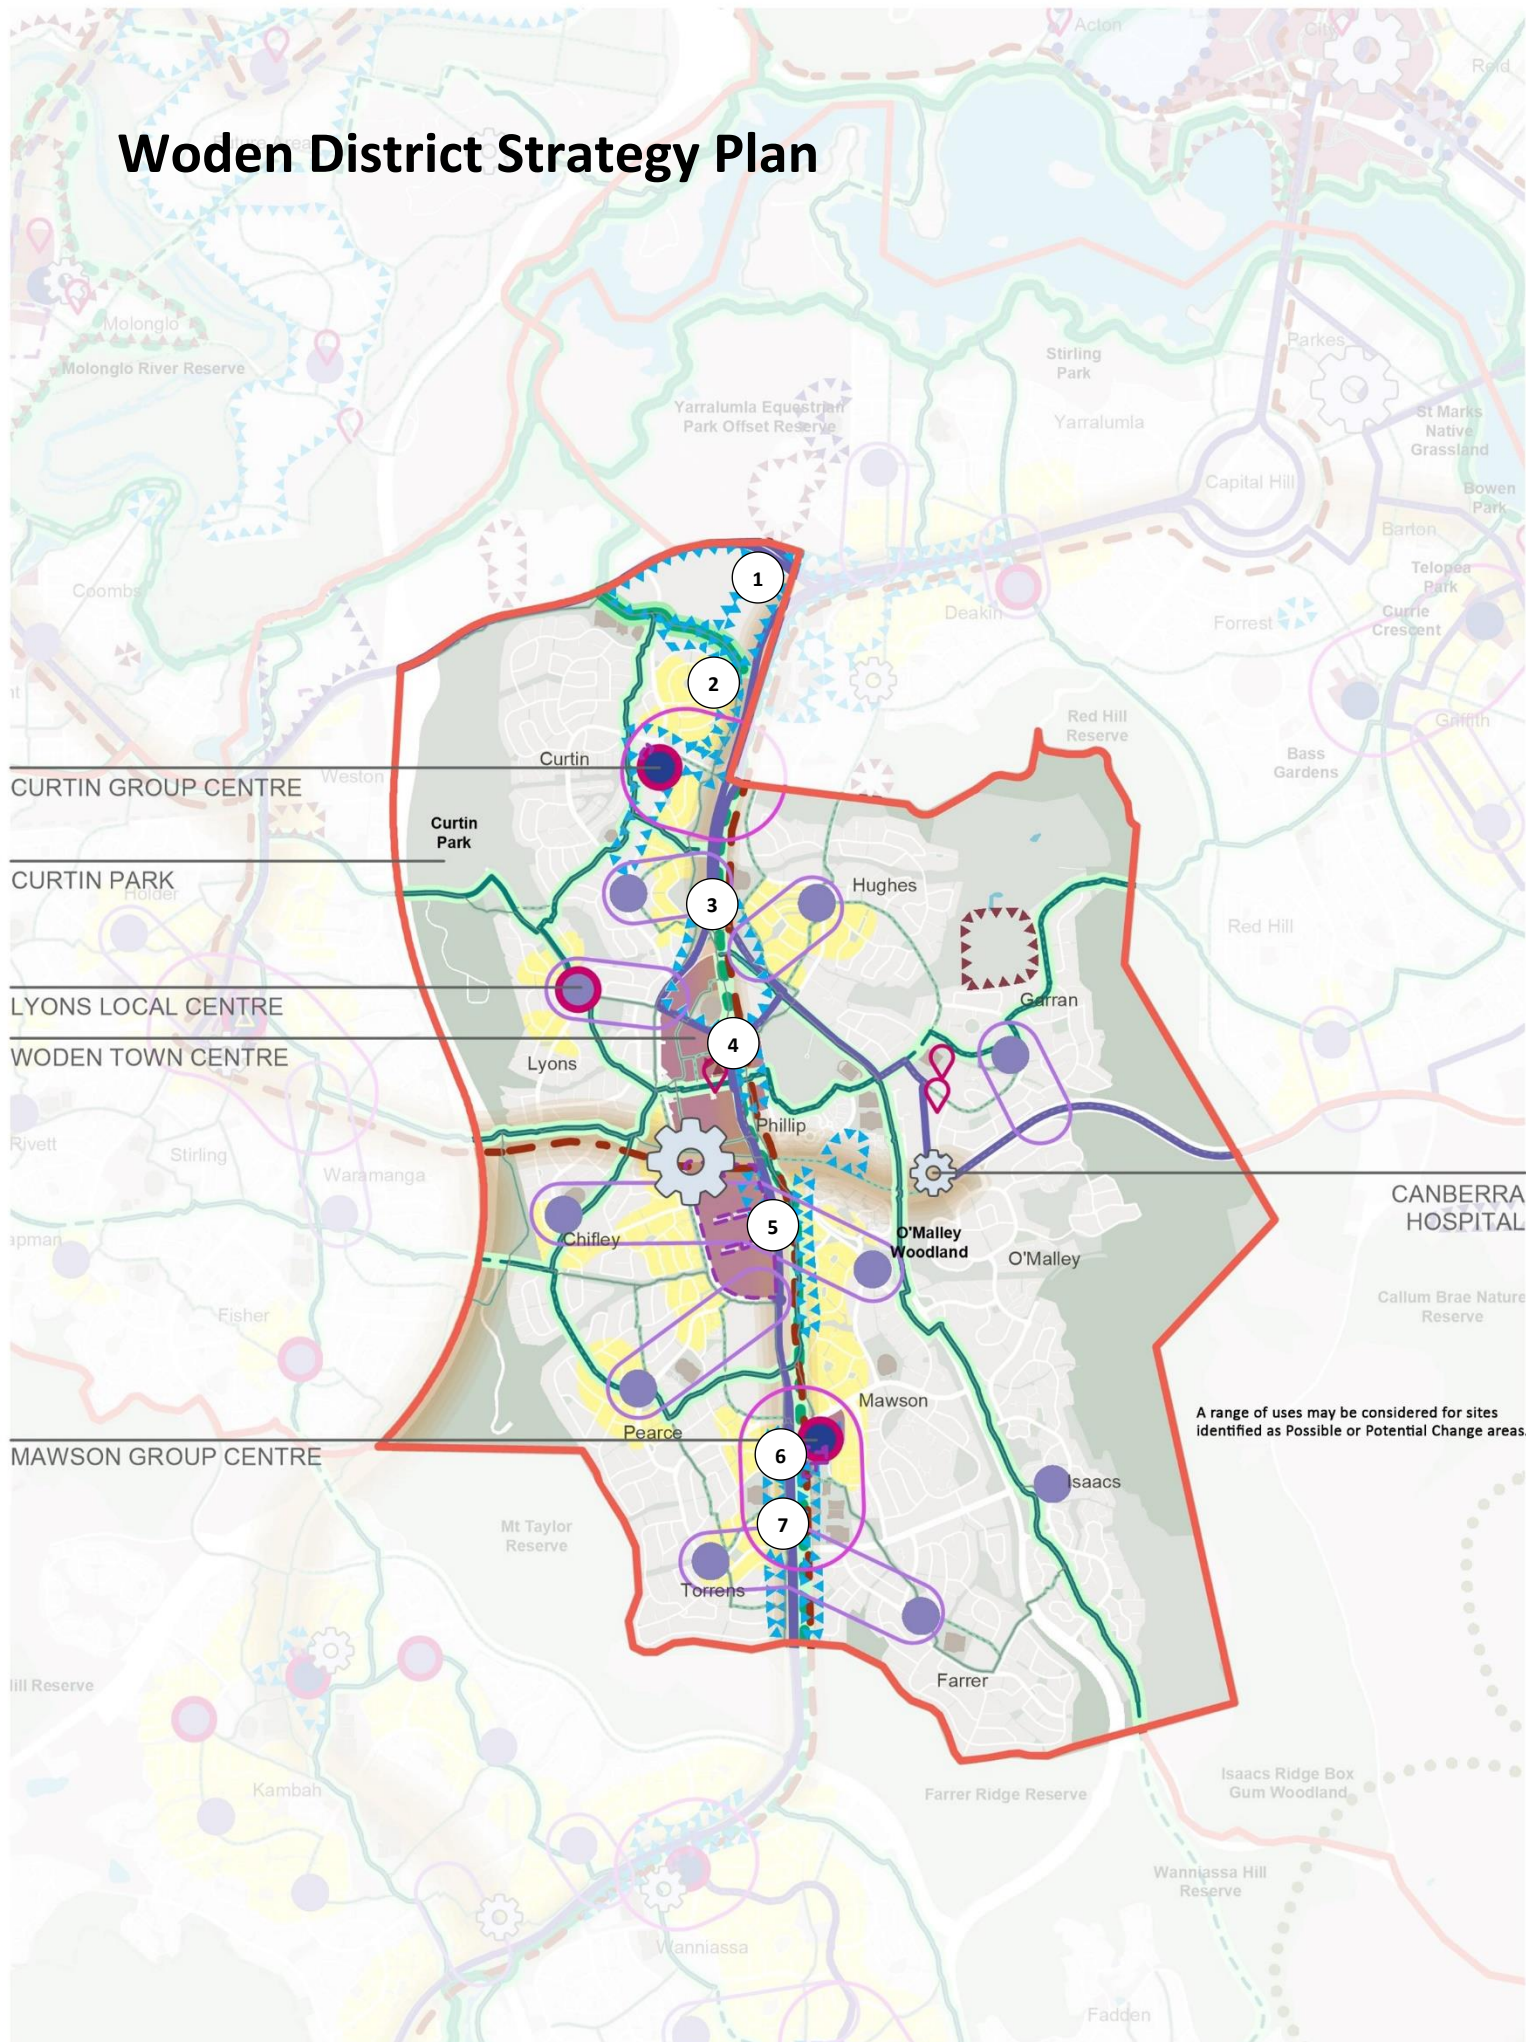 Acton
City
Reid
Woden District Strategy Plan
Molonglo
Molonglo River Reserve
Parkes
Stirling
Park
Yarralumla Equestrian
Park Offset Reserve
Yarralumla
St Marks
Native
Grassland
Capital Hill
Bowen
Park
Barton
1
Telopea
Park
Coombs
Deakin
Forrest
Currie
Crescent
2
Red Hill
Reserve
Griffith
Curtin
Bass
Gardens
Weston
CURTIN GROUP CENTRE
Curtin
Park
CURTIN PARK
Holder
Hughes
3
Red Hill
LYONS LOCAL CENTRE
Garran
WODEN TOWN CENTRE
4
Lyons
Phillip
Rivett
Stirling
Waramanga
CANBERRA
HOSPITAL
5
Chifley
O'Malley
Woodland
O'Malley
Fisher
Callum Brae Nature
Reserve
Mawson
A range of uses may be considered for sites
identified as Possible or Potential Change areas.
Pearce
MAWSON GROUP CENTRE
6
Isaacs
7
Mt Taylor
Reserve
Torrens
Farrer
Kambah
Farrer Ridge Reserve
Isaacs Ridge Box
Gum Woodland
Wanniassa Hill
Reserve
Wanniassa
Fadden